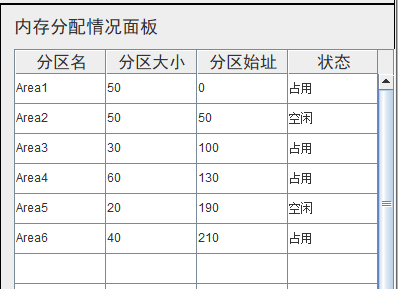 内存分配情况面板
分区名 分区大小 分区始址 状态
Area1 50 0 占用
Area2 50 50 空闲
Area3 30 100 占用
Area4 60 130 占用
Area5 20 190 空闲
Area6 40 210 占用